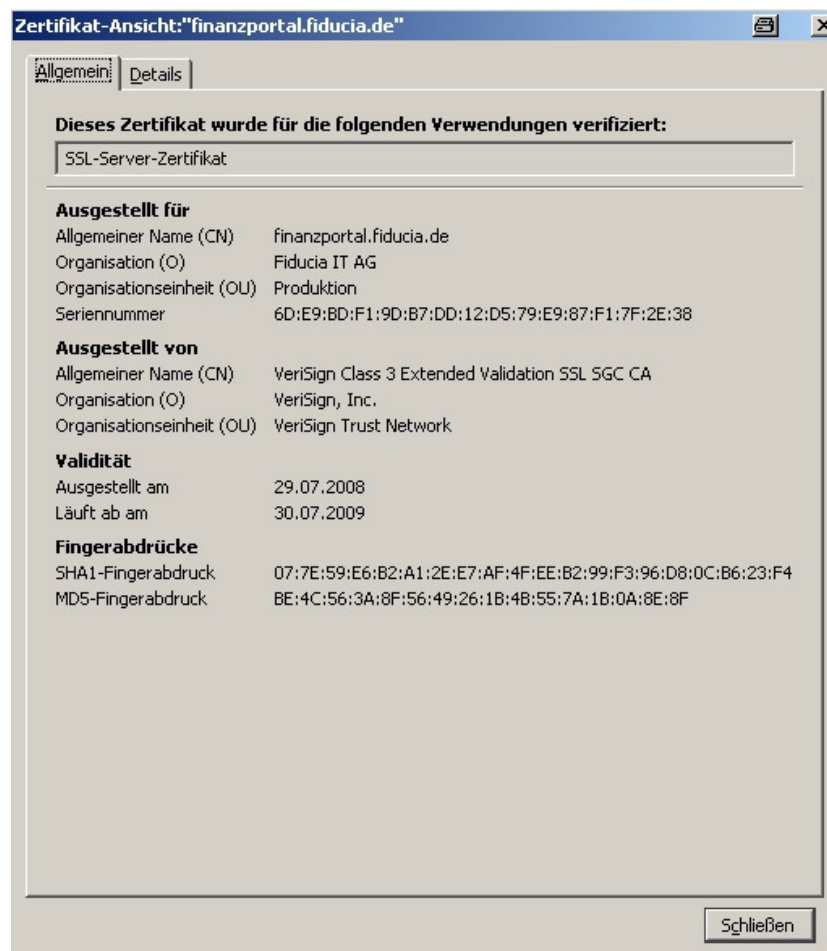 Zertifikat-Ansicht:"finanzportal.fiducia.de"
Allgemein Details
Dieses Zertifikat wurde für die folgenden Verwendungen verifiziert:
SSL-Server-Zertifikat
Ausgestellt für
Allgemeiner Name (CN) finanzportal.fiducia.de
Organisation (O) Fiducia IT AG
Organisationseinheit (OU) Produktion
Seriennummer 6D:E9:BD:F1:9D:B7:DD:12:D5:79:E9:87:F1:7F:2E:38
Ausgestellt von
Allgemeiner Name (CN) VeriSign Class 3 Extended Validation SSL SGC CA
Organisation (O) VeriSign, Inc.
Organisationseinheit (OU) VeriSign Trust Network
Validität
Ausgestellt am 29.07.2008
Läuft ab am 30.07.2009
Fingerabdrücke
SHA1-Fingerabdruck 07:7E:59:E6:B2:A1:2E:E7:AF:4F:EE:B2:99:F3:96:D8:0C:B6:23:F4
MD5-Fingerabdruck BE:4C:56:3A:8F:56:49:26:1B:4B:55:7A:1B:0A:8E:8F
Schließen